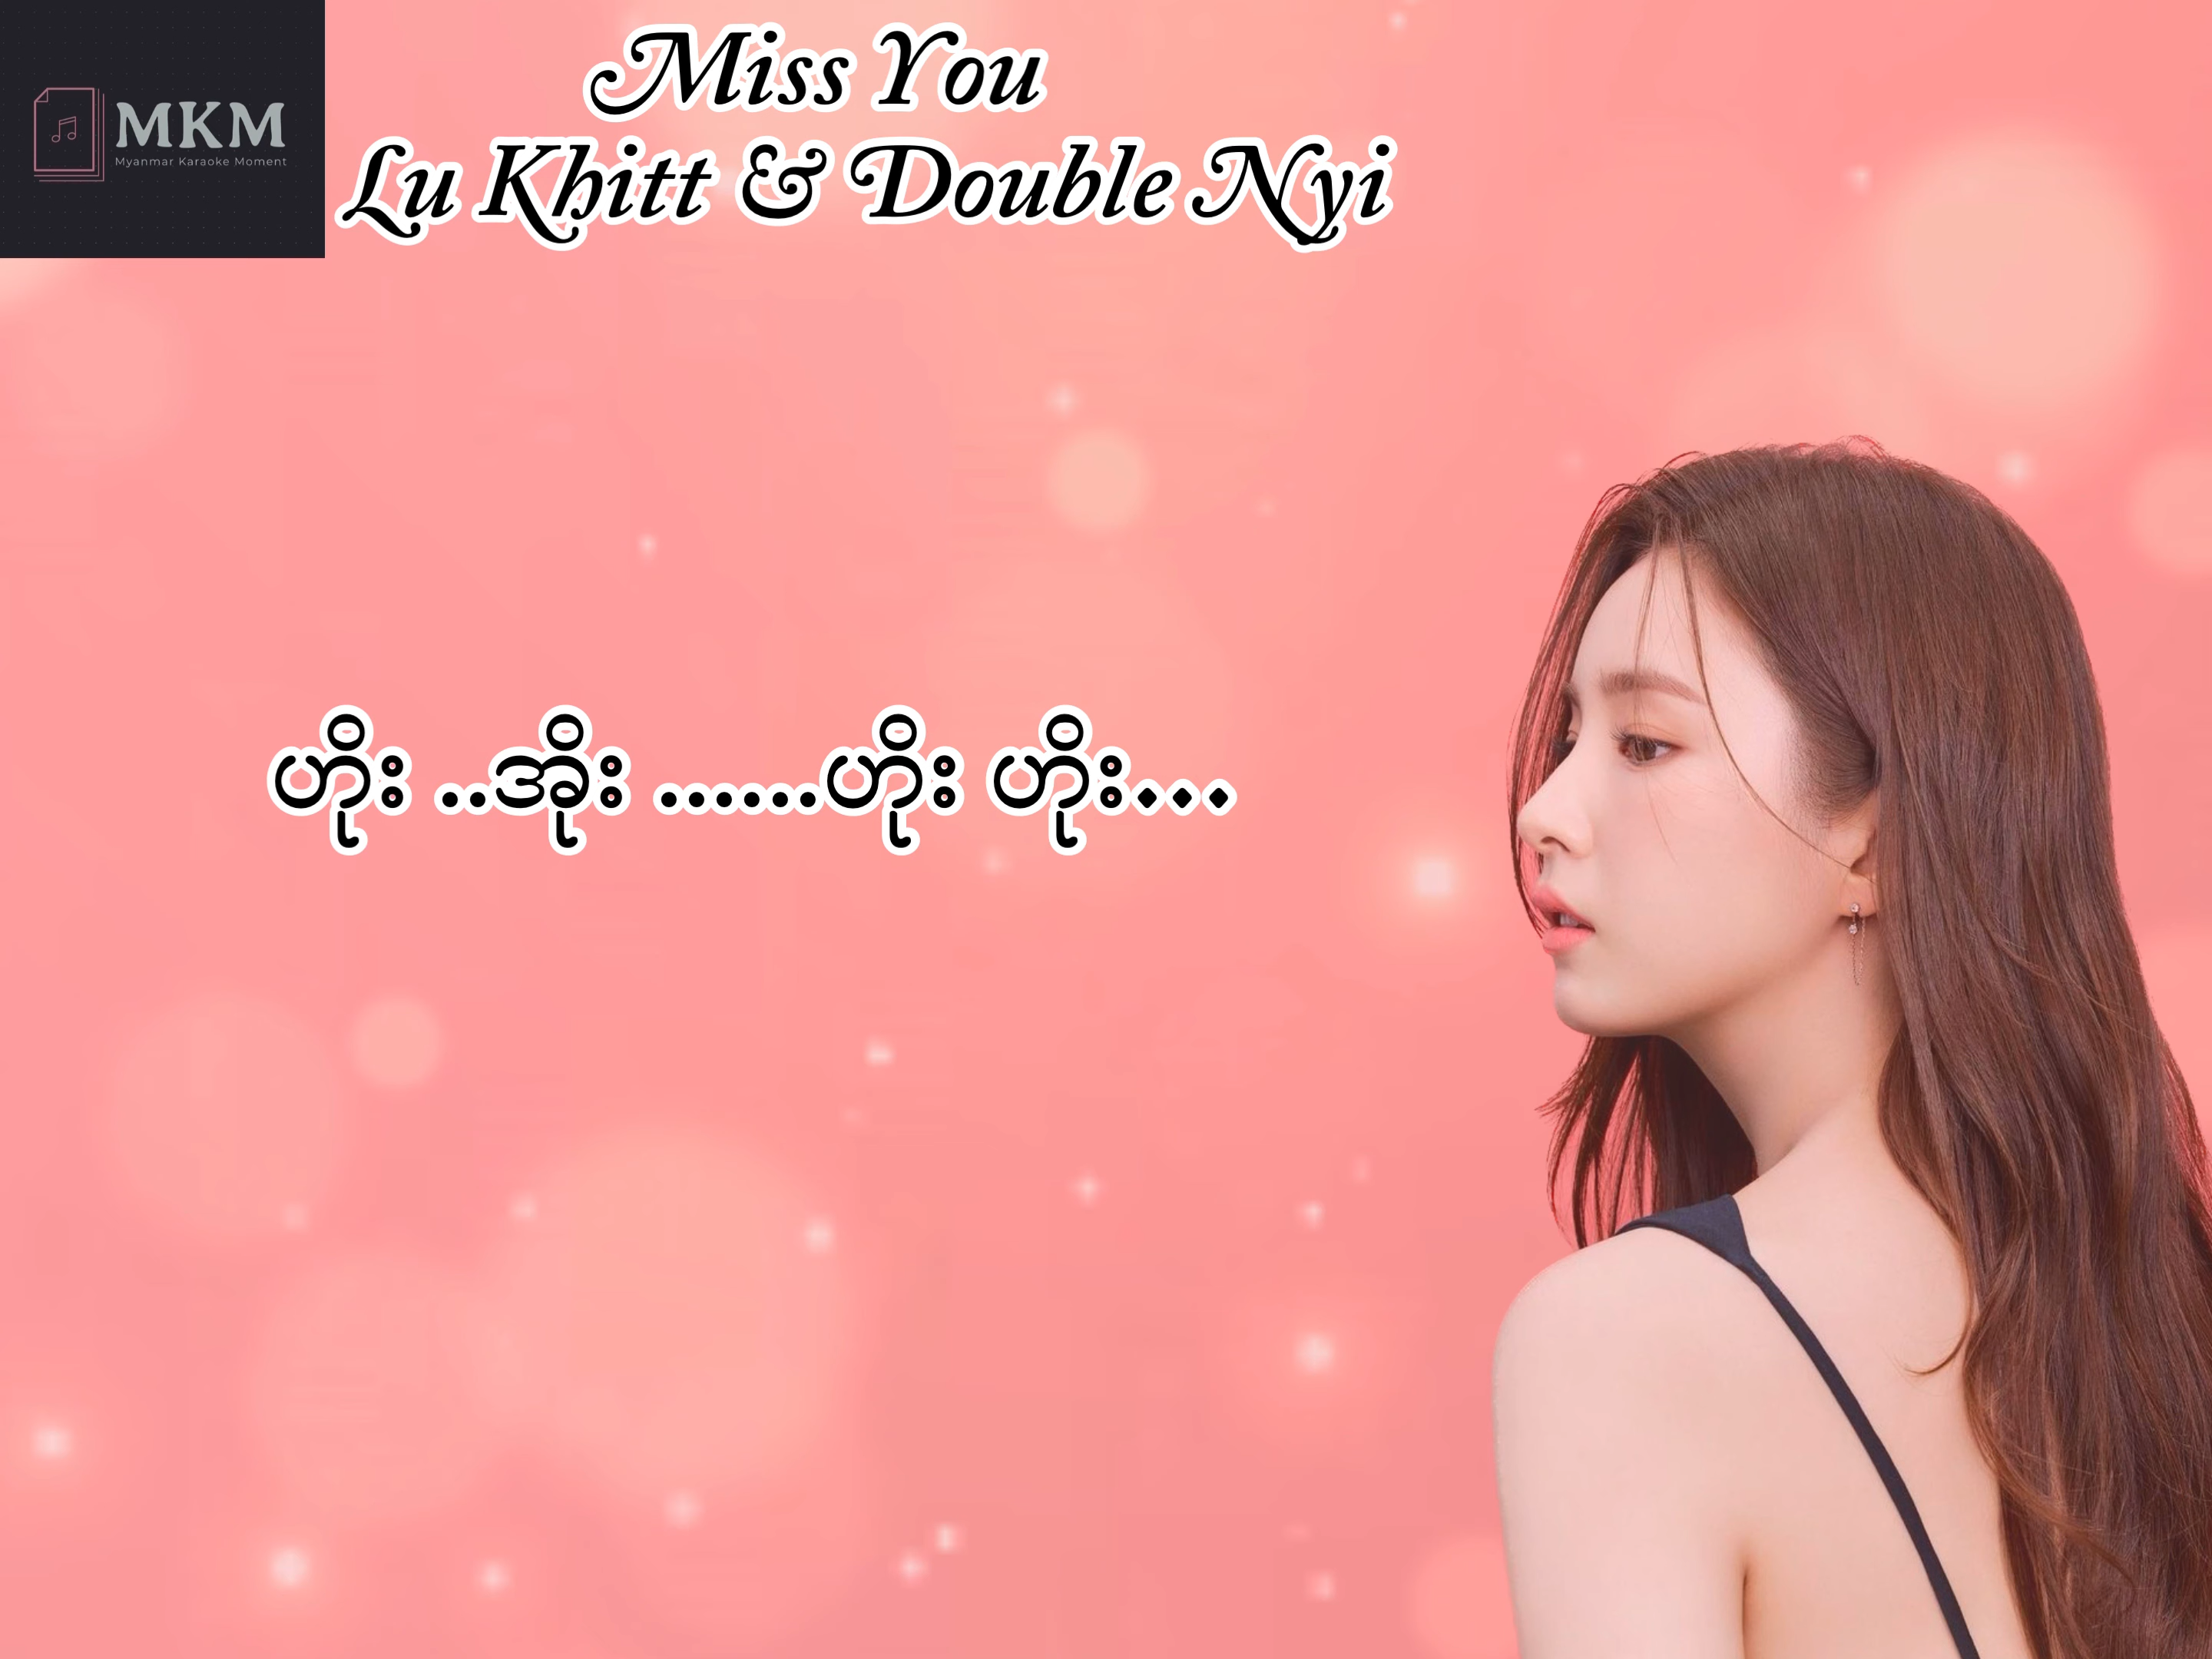 MKM
Myanmar Karaoke Moment
Miss You
Lu Khitt & Double Nyi
ဟိုး ..အိုး ......ဟိုး ဟိုး...